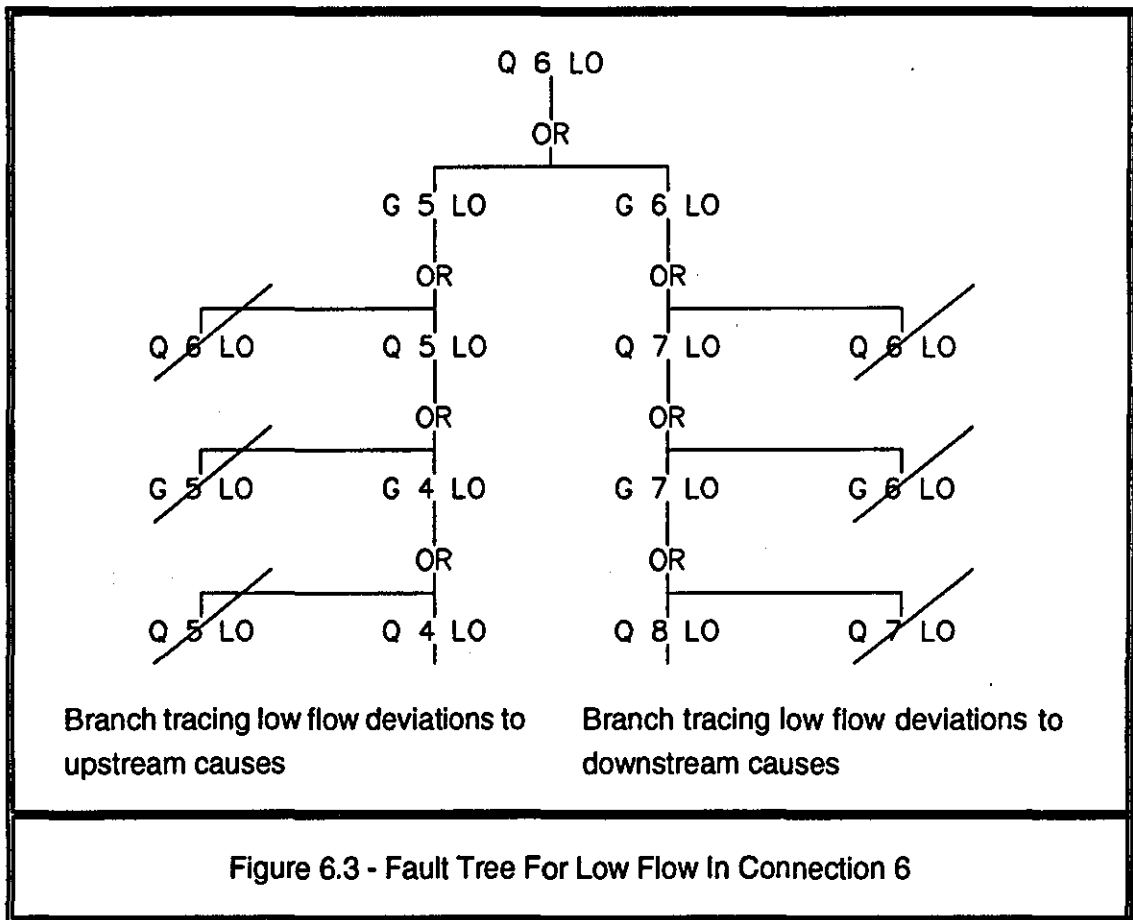 Q 6 LO
OR
G 5 LO G 6 LO
OR OR
Q 6 LO Q 5 LO Q 7 LO Q 6 LO
OR OR
G 5 LO G 4 LO G 7 LO G 6 LO
OR OR
Q 5 LO Q 4 LO Q 8 LO Q 7 LO
Branch tracing low flow deviations to
upstream causes
Branch tracing low flow deviations to
downstream causes
Figure 6.3 - Fault Tree For Low Flow In Connection 6